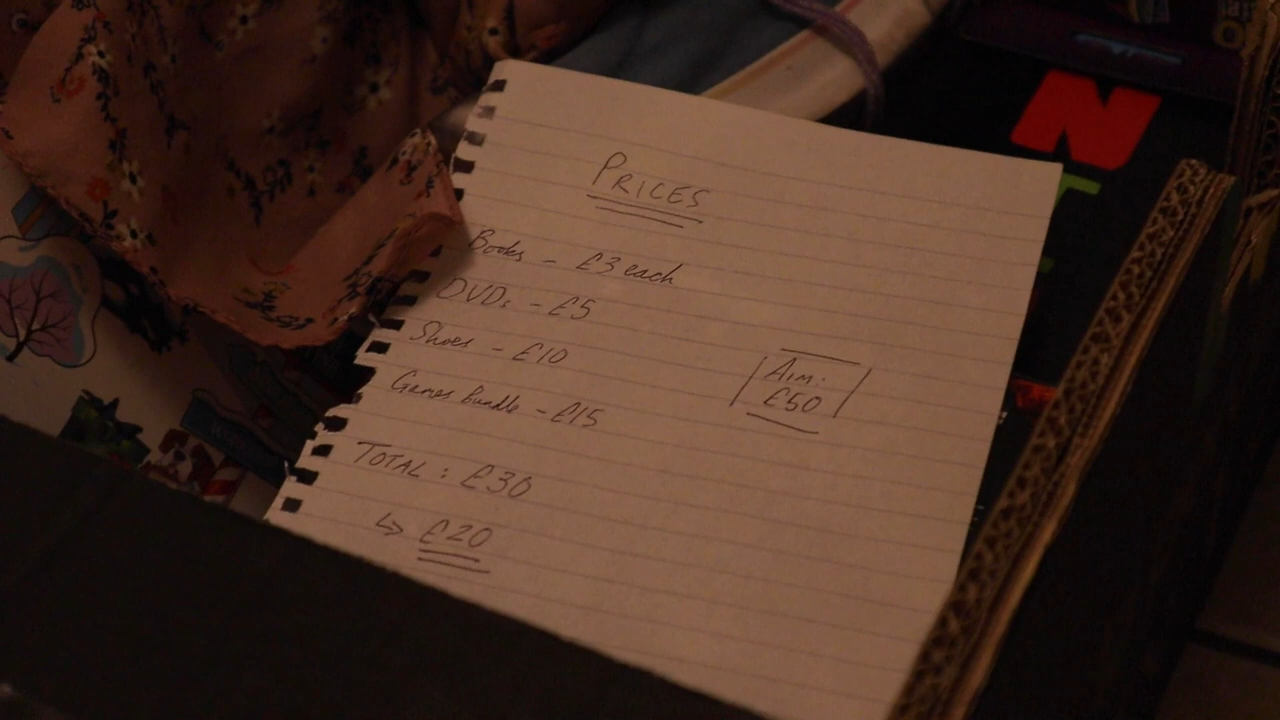 PRICES
Books - £3 each
DVDs - £5
Shoes - £10
Games Bundle - £15
AIM:
£50
TOTAL: £30
↳ £20
N